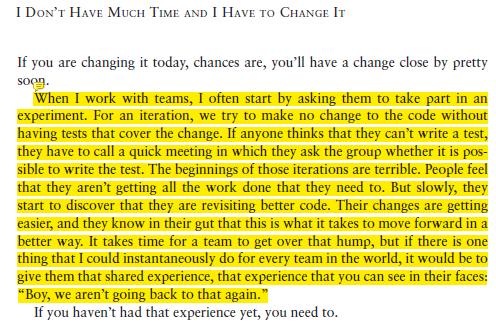 I Don't Have Much Time and I Have to Change It
If you are changing it today, chances are, you'll have a change close by pretty
soon.
When I work with teams, I often start by asking them to take part in an
experiment. For an iteration, we try to make no change to the code without
having tests that cover the change. If anyone thinks that they can't write a test,
they have to call a quick meeting in which they ask the group whether it is pos-
sible to write the test. The beginnings of those iterations are terrible. People feel
that they aren't getting all the work done that they need to. But slowly, they
start to discover that they are revisiting better code. Their changes are getting
easier, and they know in their gut that this is what it takes to move forward in a
better way. It takes time for a team to get over that hump, but if there is one
thing that I could instantaneously do for every team in the world, it would be to
give them that shared experience, that experience that you can see in their faces:
“Boy, we aren't going back to that again.”
If you haven't had that experience yet, you need to.